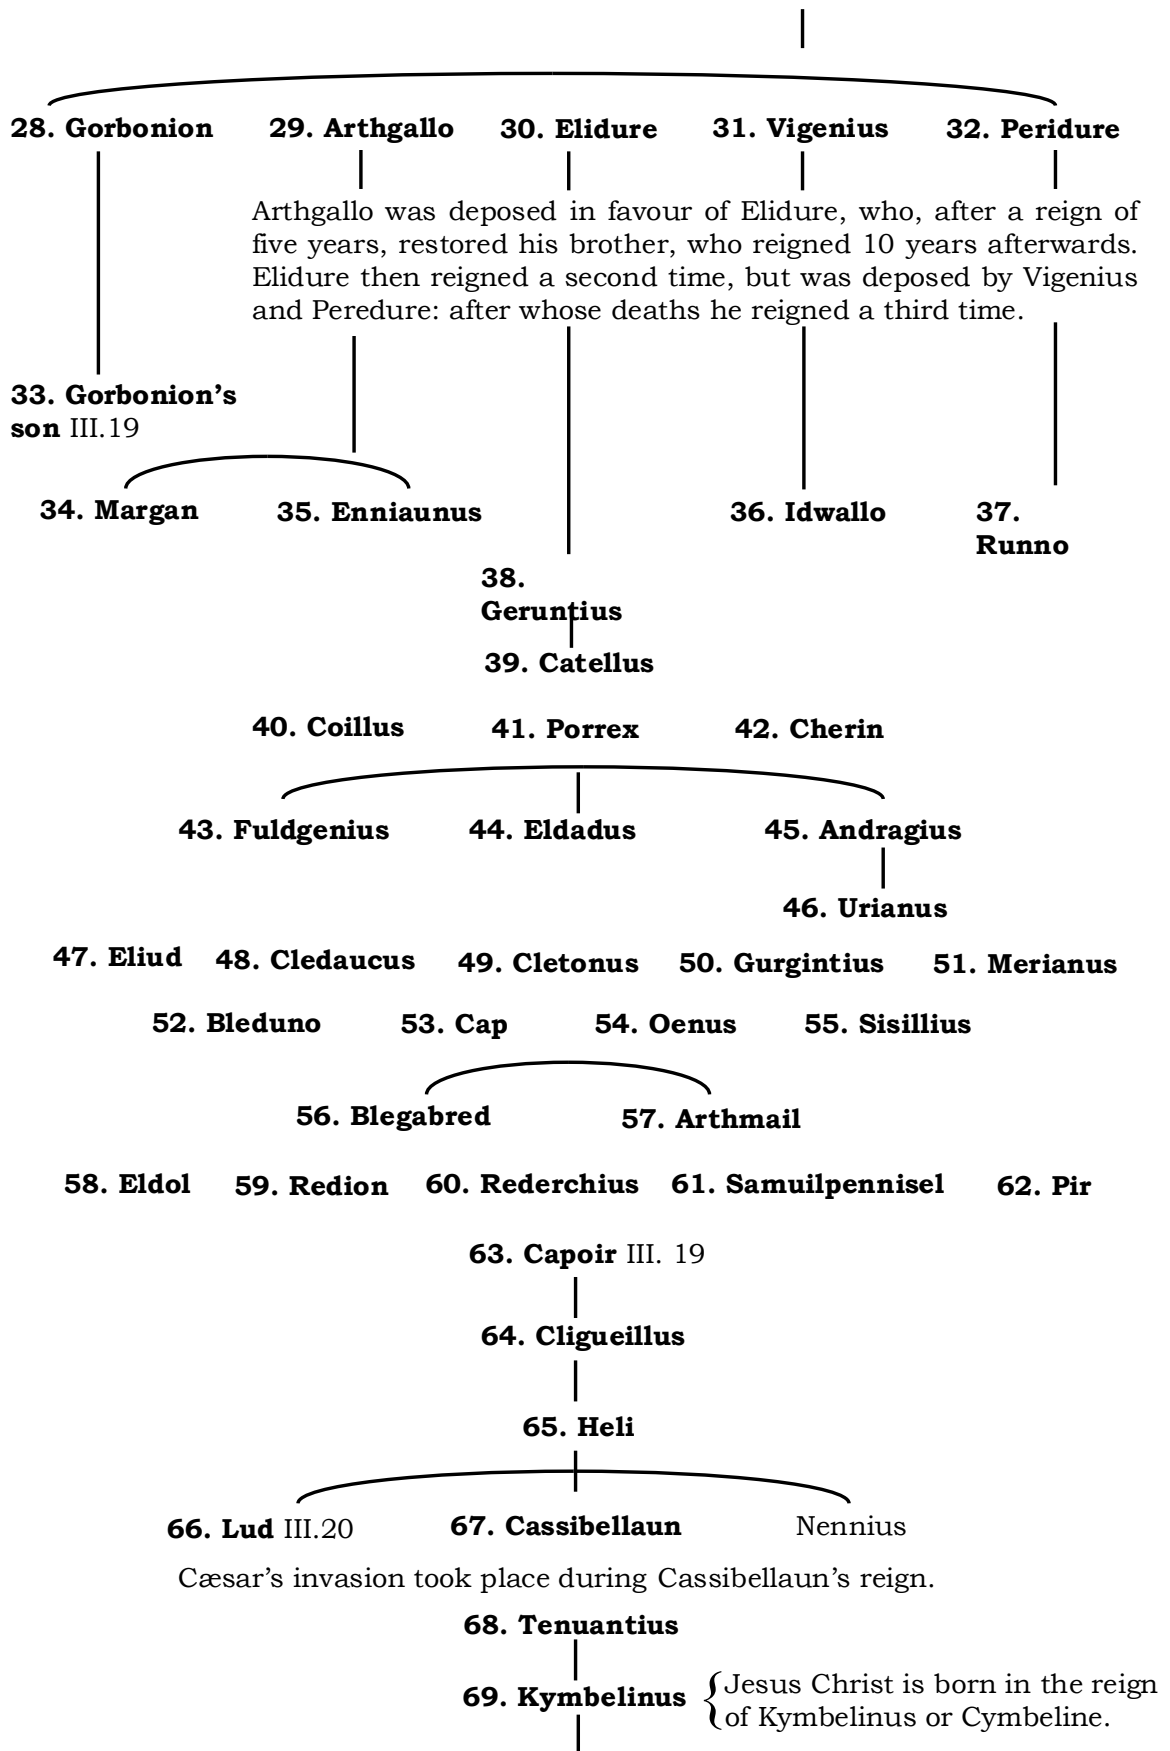 28. Gorbonion 29. Arthgallo 30. Elidure 31. Vigenius 32. Peridure
Arthgallo was deposed in favour of Elidure, who, after a reign of
five years, restored his brother, who reigned 10 years afterwards.
Elidure then reigned a second time, but was deposed by Vigenius
and Peredure: after whose deaths he reigned a third time.
33. Gorbonion’s
son III.19
34. Margan 35. Enniaunus 36. Idwallo 37.
Runno
38.
Geruntius
39. Catellus
40. Coillus 41. Porrex 42. Cherin
43. Fuldgenius 44. Eldadus 45. Andragius
46. Urianus
47. Eliud 48. Cledaucus 49. Cletonus 50. Gurgintius 51. Merianus
52. Bleduno 53. Cap 54. Oenus 55. Sisillius
56. Blegabred 57. Arthmail
58. Eldol 59. Redion 60. Rederchius 61. Samuilpennisel 62. Pir
63. Capoir III. 19
64. Cligueillus
65. Heli
66. Lud III.20 67. Cassibellaun Nennius
Cæsar’s invasion took place during Cassibellaun’s reign.
68. Tenuantius
69. Kymbelinus {Jesus Christ is born in the reign
of Kymbelinus or Cymbeline.